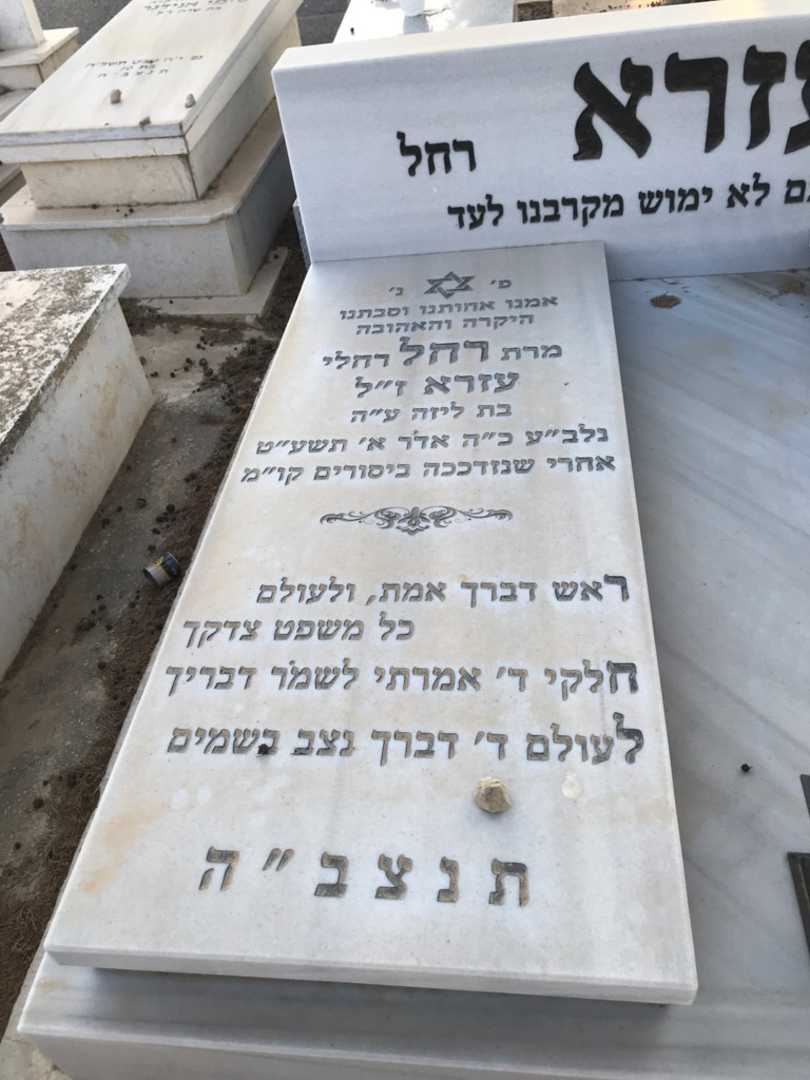 עזרא
רחל
לא ימוש מקרבנו לעד
פ' נ'
אמנו אחותנו וסבתנו
היקרה והאהובה
מרת רחל רחלי
עזרא ז"ל
בת ליזה ע"ה
נלב"ע כ"ה אדר א' תשע"ט
אחרי שנזדככה ביסורים קו"מ
ראש דברך אמת, ולעולם
כל משפט צדקך
חלקי ד' אמרתי לשמר דבריך
לעולם ד' דברך נצב בשמים
ת נ צ ב " ה